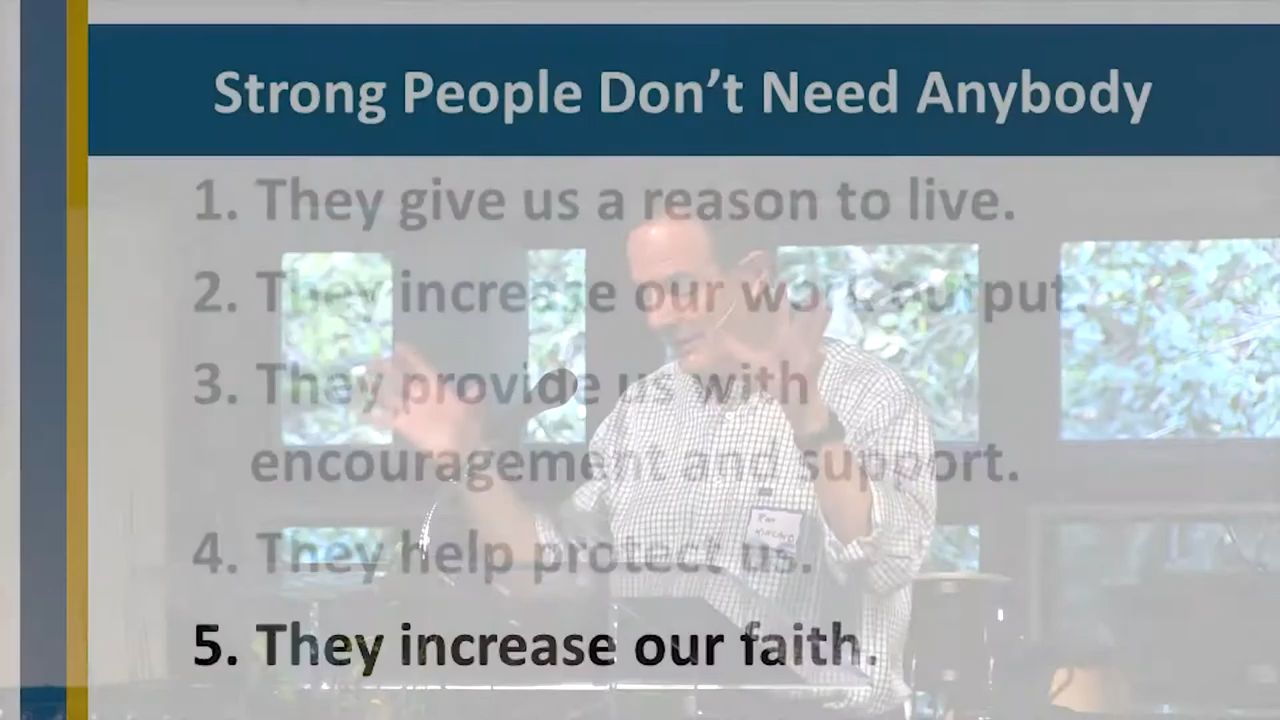 Strong People Don't Need Anybody
1. They give us a reason to live.
2. They increase our work output.
3. They provide us with
encouragement and support.
4. They help protect us.
5. They increase our faith.